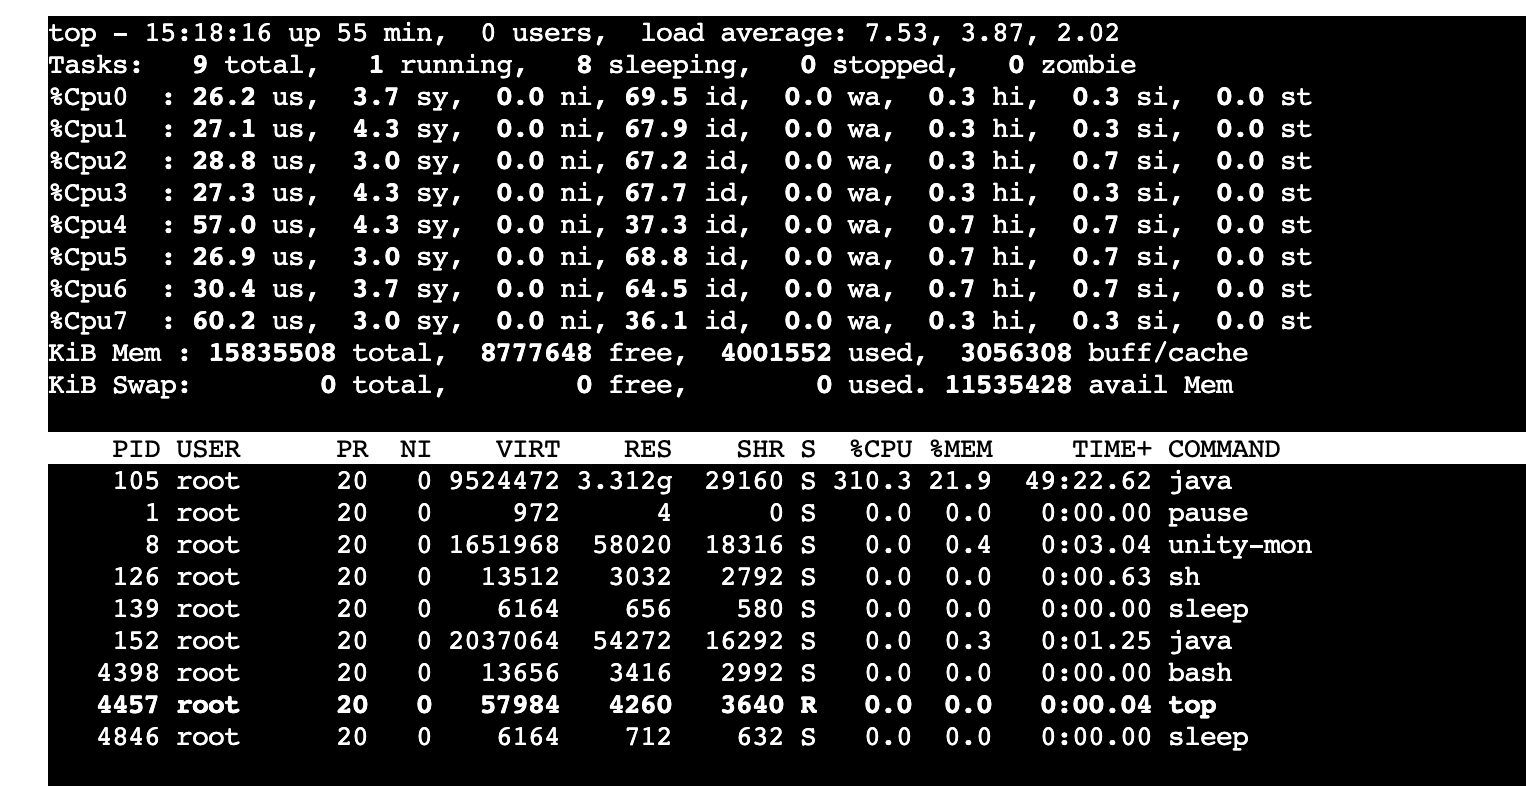 top - 15:18:16 up 55 min,  0 users,  load average: 7.53, 3.87, 2.02
Tasks:   9 total,   1 running,   8 sleeping,   0 stopped,   0 zombie
%Cpu0  : 26.2 us,  3.7 sy,  0.0 ni, 69.5 id,  0.0 wa,  0.3 hi,  0.3 si,  0.0 st
%Cpu1  : 27.1 us,  4.3 sy,  0.0 ni, 67.9 id,  0.0 wa,  0.3 hi,  0.3 si,  0.0 st
%Cpu2  : 28.8 us,  3.0 sy,  0.0 ni, 67.2 id,  0.0 wa,  0.3 hi,  0.7 si,  0.0 st
%Cpu3  : 27.3 us,  4.3 sy,  0.0 ni, 67.7 id,  0.0 wa,  0.3 hi,  0.3 si,  0.0 st
%Cpu4  : 57.0 us,  4.3 sy,  0.0 ni, 37.3 id,  0.0 wa,  0.7 hi,  0.7 si,  0.0 st
%Cpu5  : 26.9 us,  3.0 sy,  0.0 ni, 68.8 id,  0.0 wa,  0.7 hi,  0.7 si,  0.0 st
%Cpu6  : 30.4 us,  3.7 sy,  0.0 ni, 64.5 id,  0.0 wa,  0.7 hi,  0.7 si,  0.0 st
%Cpu7  : 60.2 us,  3.0 sy,  0.0 ni, 36.1 id,  0.0 wa,  0.3 hi,  0.3 si,  0.0 st
KiB Mem : 15835508 total,  8777648 free,  4001552 used,  3056308 buff/cache
KiB Swap:        0 total,        0 free,        0 used. 11535428 avail Mem
PID USER      PR  NI    VIRT    RES    SHR S  %CPU %MEM     TIME+ COMMAND
105 root      20   0 9524472 3.312g  29160 S 310.3 21.9  49:22.62 java
1 root      20   0     972      4      0 S   0.0  0.0   0:00.00 pause
8 root      20   0 1651968  58020  18316 S   0.0  0.4   0:03.04 unity-mon
126 root      20   0   13512   3032   2792 S   0.0  0.0   0:00.63 sh
139 root      20   0    6164    656    580 S   0.0  0.0   0:00.00 sleep
152 root      20   0 2037064  54272  16292 S   0.0  0.3   0:01.25 java
4398 root      20   0   13656   3416   2992 S   0.0  0.0   0:00.00 bash
4457 root      20   0   57984   4260   3640 R   0.0  0.0   0:00.04 top
4846 root      20   0    6164    712    632 S   0.0  0.0   0:00.00 sleep